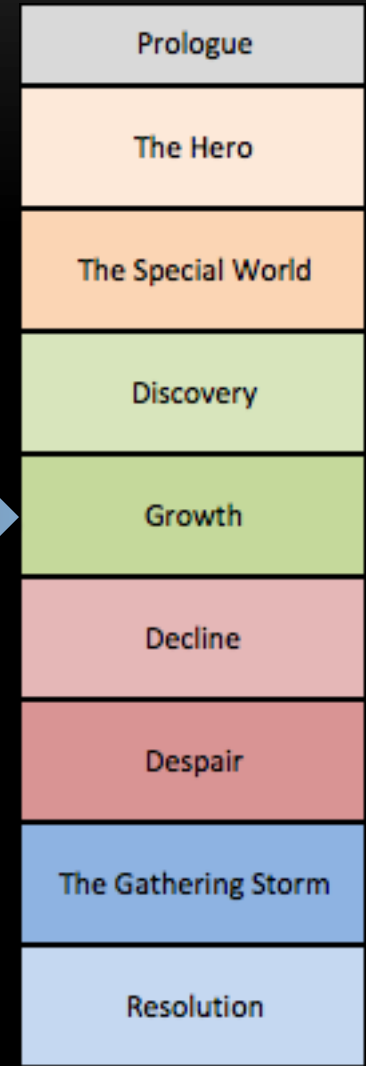 Prologue
The Hero
The Special World
Discovery
Growth
Decline
Despair
The Gathering Storm
Resolution